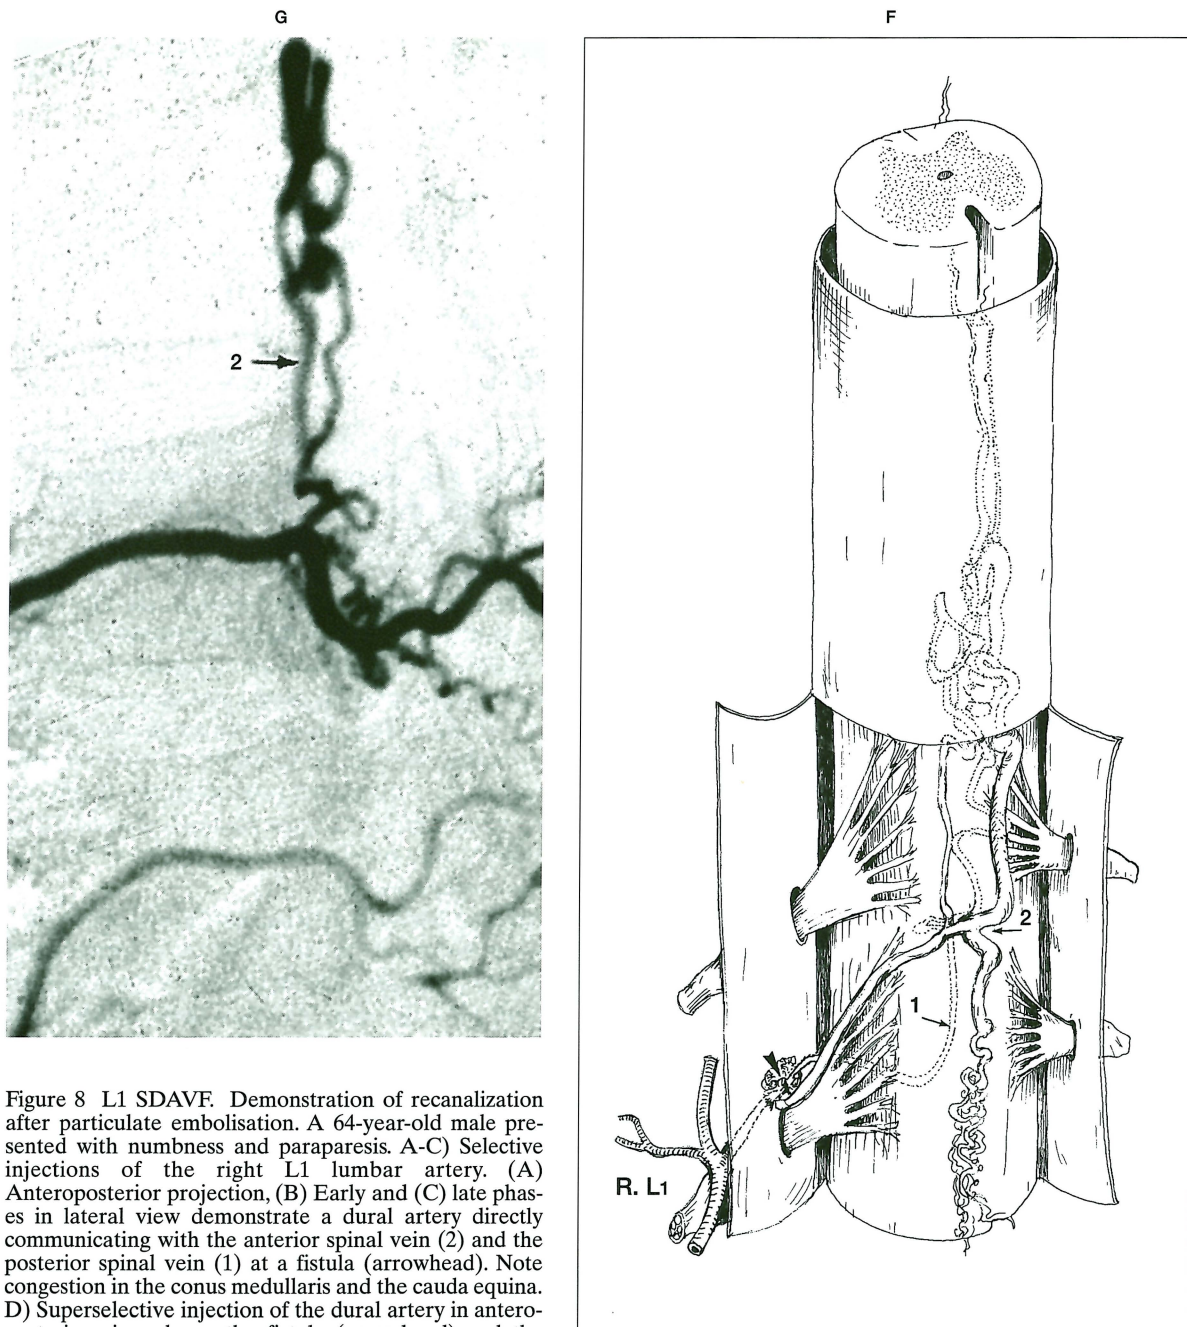 G
F
2
2
1
R. L1
Figure 8 L1 SDAVF. Demonstration of recanalization
after particulate embolisation. A 64-year-old male pre-
sented with numbness and paraparesis. A-C) Selective
injections of the right L1 lumbar artery. (A)
Anteroposterior projection, (B) Early and (C) late phas-
es in lateral view demonstrate a dural artery directly
communicating with the anterior spinal vein (2) and the
posterior spinal vein (1) at a fistula (arrowhead). Note
congestion in the conus medullaris and the cauda equina.
D) Superselective injection of the dural artery in antero-